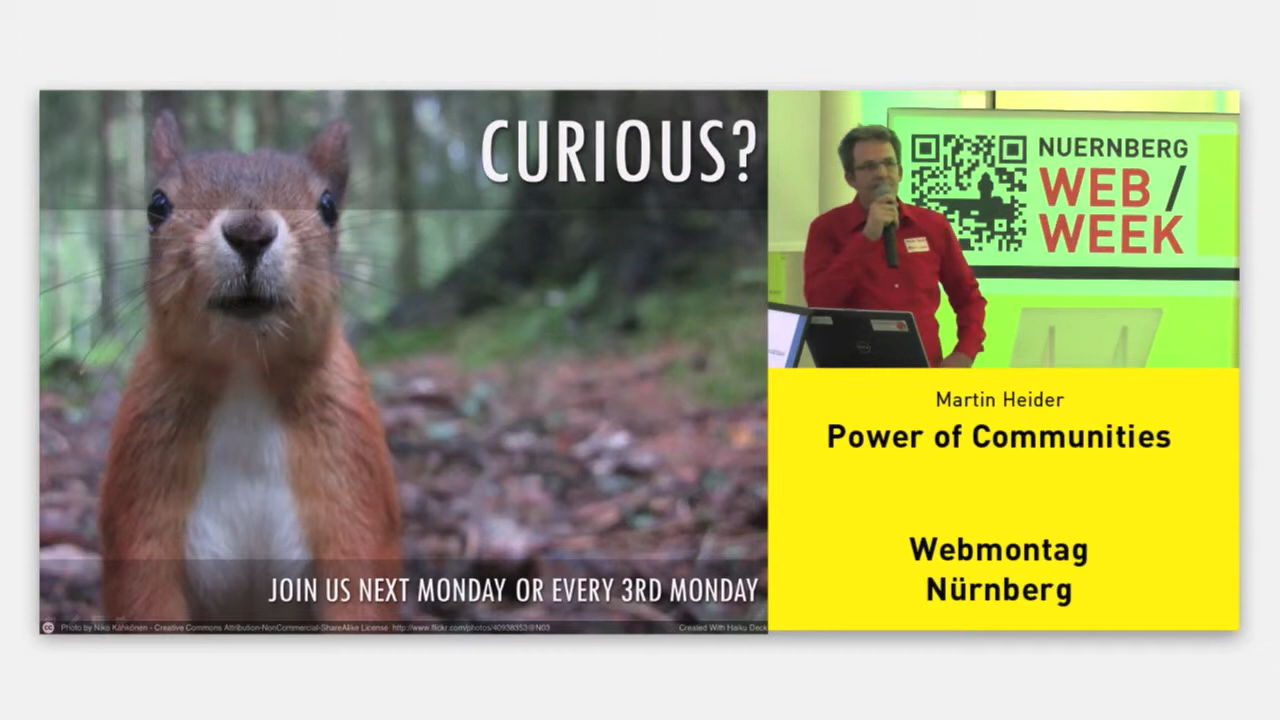 CURIOUS?
JOIN US NEXT MONDAY OR EVERY 3RD MONDAY
Photo by Niko Kähkönen - Creative Commons Attribution-NonCommercial-ShareAlike License http://www.flickr.com/photos/40938353@N03
Created With Haiku Deck
NUERNBERG
WEB /
WEEK
DELL
Martin Heider
Power of Communities
Webmontag
Nürnberg